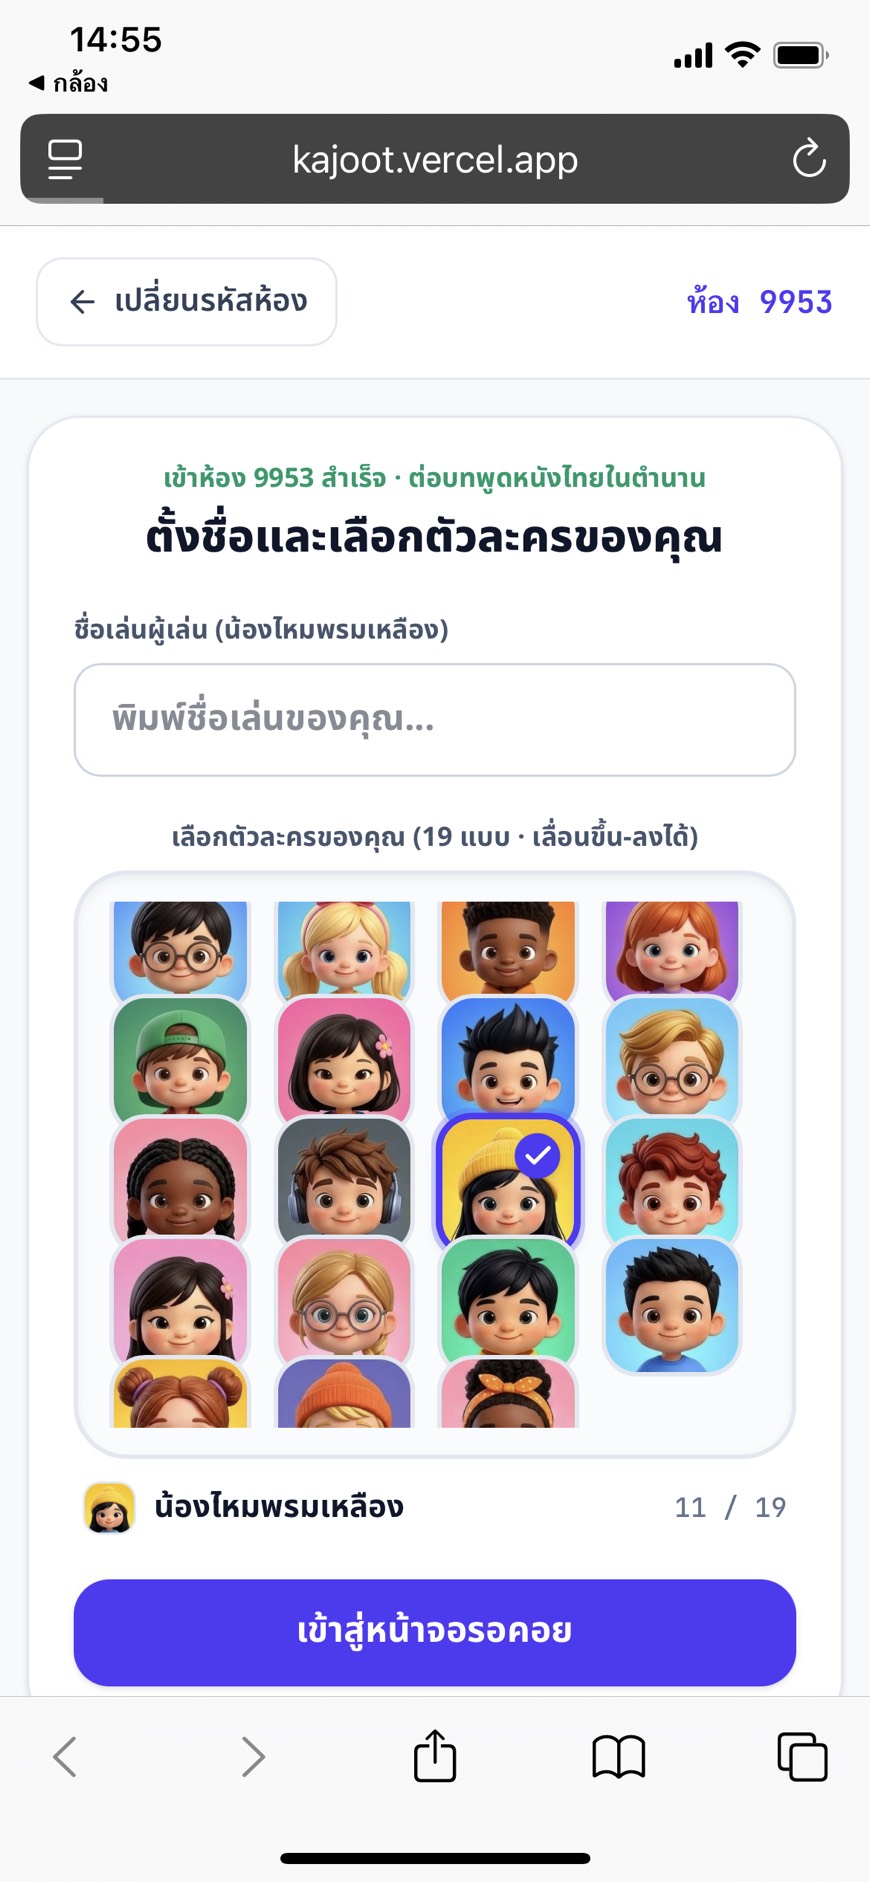 14:55
◀ กล้อง
kajoot.vercel.app
← เปลี่ยนรหัสห้อง
ห้อง 9953
เข้าห้อง 9953 สำเร็จ · ต่อบทพูดหนังไทยในตำนาน
ตั้งชื่อและเลือกตัวละครของคุณ
ชื่อเล่นผู้เล่น (น้องไหมพรมเหลือง)
พิมพ์ชื่อเล่นของคุณ...
เลือกตัวละครของคุณ (19 แบบ · เลื่อนขึ้น-ลงได้)
น้องไหมพรมเหลือง
11 / 19
เข้าสู่หน้าจอรอคอย